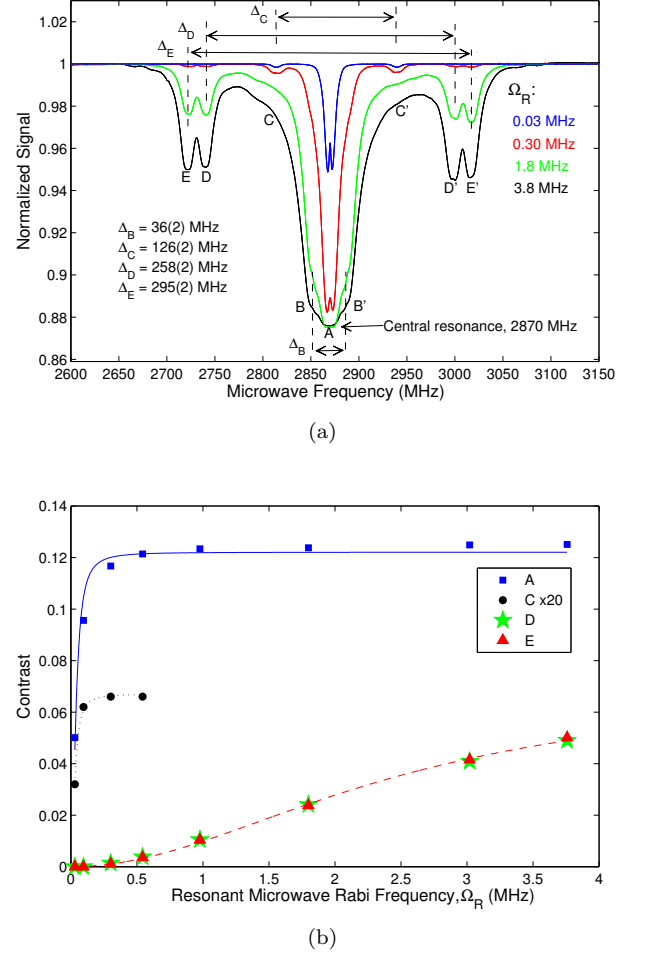 Δ_C
Δ_D
Δ_E
1.02
1
0.98
0.96
0.94
0.92
0.9
0.88
0.86
Normalized Signal
Ω_R:
0.03 MHz
0.30 MHz
1.8 MHz
3.8 MHz
C
C'
E D
D' E'
Δ_B = 36(2) MHz
Δ_C = 126(2) MHz
Δ_D = 258(2) MHz
Δ_E = 295(2) MHz
B
B'
A
Central resonance, 2870 MHz
Δ_B
2600 2650 2700 2750 2800 2850 2900 2950 3000 3050 3100 3150
Microwave Frequency (MHz)
(a)
0.14
0.12
0.1
0.08
0.06
0.04
0.02
0
Contrast
A
C x20
D
E
0 0.5 1 1.5 2 2.5 3 3.5 4
Resonant Microwave Rabi Frequency,Ω_R (MHz)
(b)